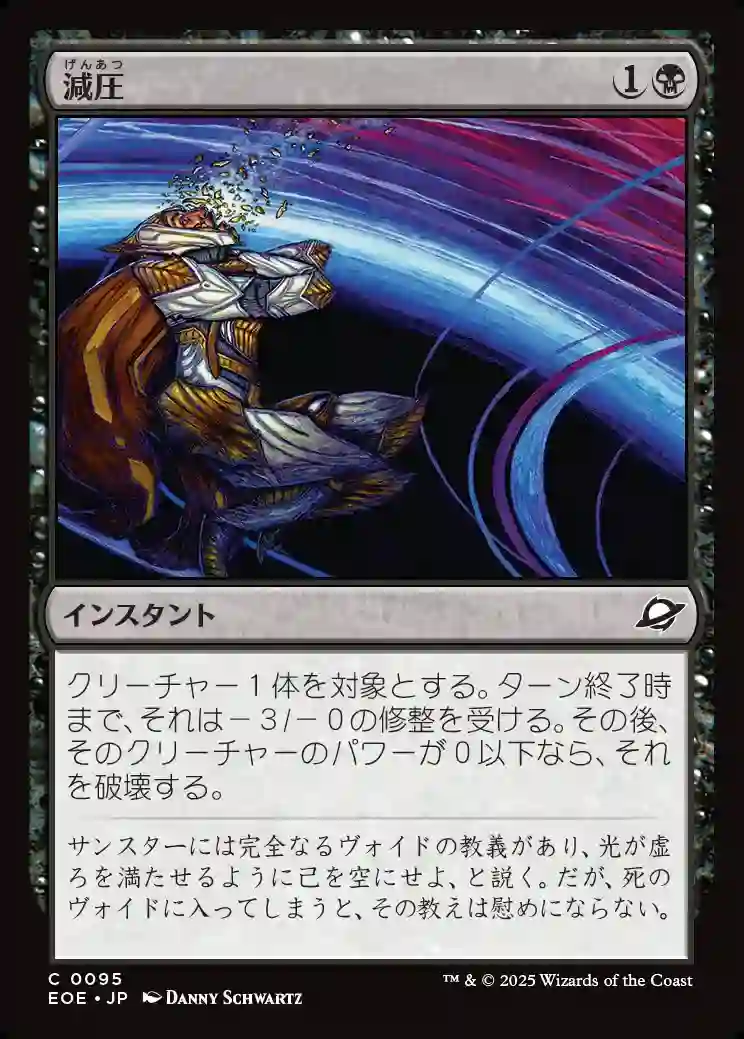 げんあつ
減圧
1
インスタント
クリーチャー1体を対象とする。ターン終了時
まで、それは－3/－0の修整を受ける。その後、
そのクリーチャーのパワーが0以下なら、それ
を破壊する。
サンスターには完全なるヴォイドの教義があり、光が虚
ろを満たせるように己を空にせよ、と説く。だが、死の
ヴォイドに入ってしまうと、その教えは慰めにならない。
C 0095
EOE • JP Danny Schwartz
™ & © 2025 Wizards of the Coast